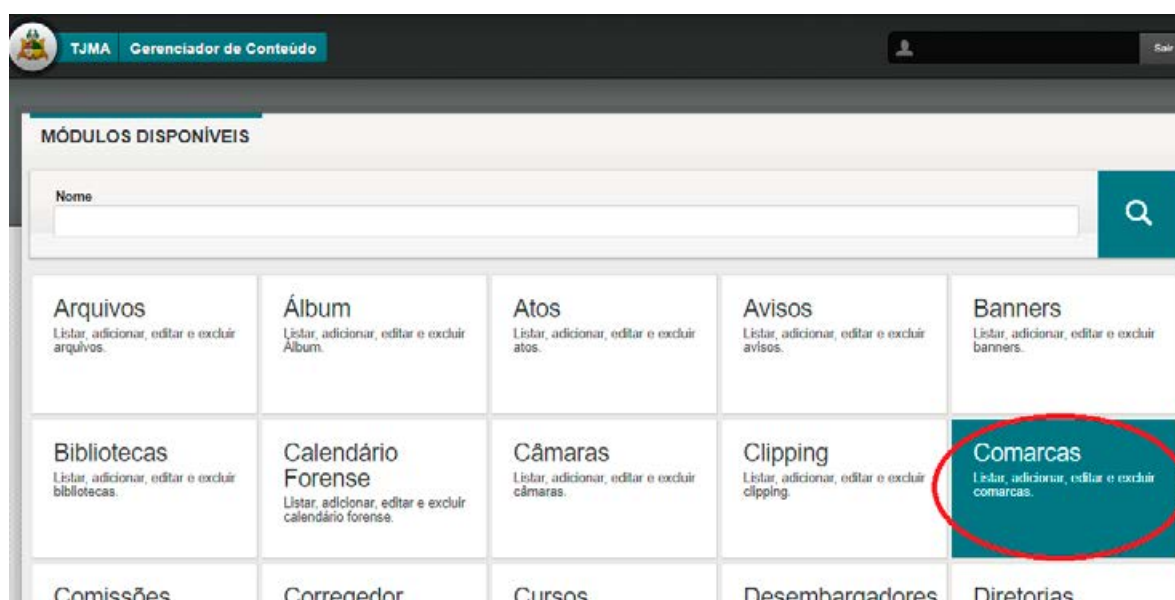 TJMA Gerenciador de Conteúdo
Sair
MÓDULOS DISPONÍVEIS
Nome
Arquivos
Listar, adicionar, editar e excluir
arquivos.
Álbum
Listar, adicionar, editar e excluir
Álbum.
Atos
Listar, adicionar, editar e excluir
atos.
Avisos
Listar, adicionar, editar e excluir
avisos.
Banners
Listar, adicionar, editar e excluir
banners.
Bibliotecas
Listar, adicionar, editar e excluir
bibliotecas.
Calendário
Forense
Listar, adicionar, editar e excluir
calendário forense.
Câmaras
Listar, adicionar, editar e excluir
câmaras.
Clipping
Listar, adicionar, editar e excluir
clipping.
Comarcas
Listar, adicionar, editar e excluir
comarcas.
Comissões
Corregedor
Cursos
Desembargadores
Diretorias